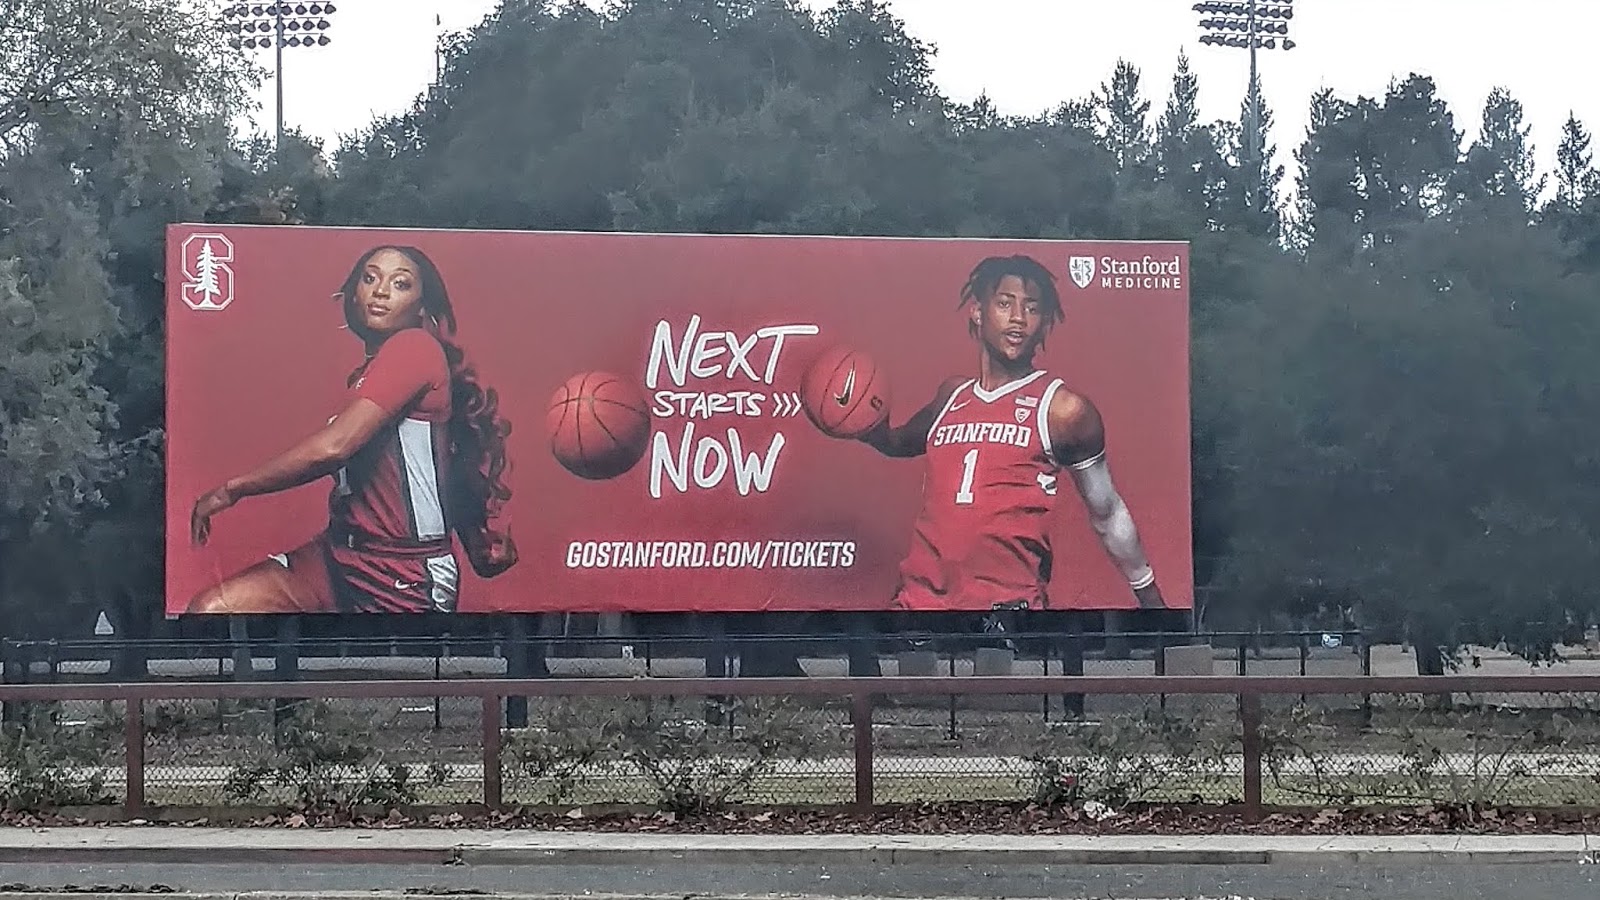 S
Stanford
MEDICINE
NEXT
STARTS >>>
NOW
STANFORD
1
GOSTANFORD.COM/TICKETS